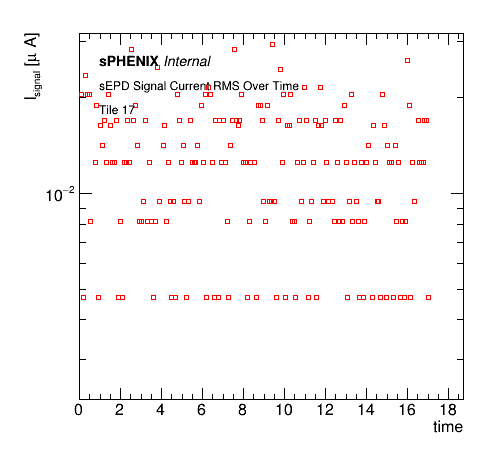 I_signal [μ A]
sPHENIX Internal
sEPD Signal Current RMS Over Time
Tile 17
10⁻²
0 2 4 6 8 10 12 14 16 18
time